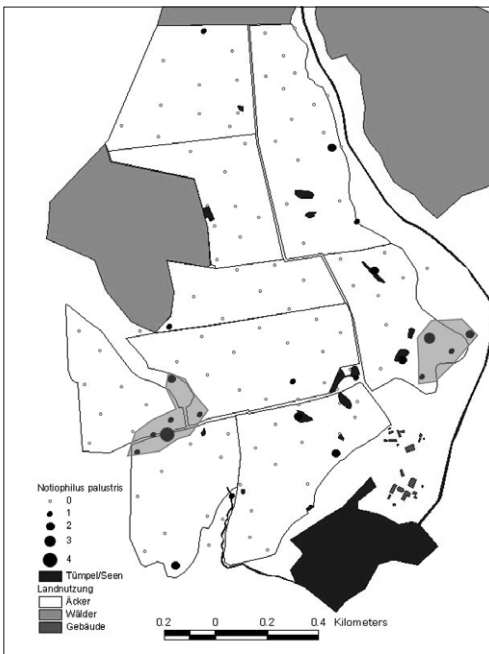 Notiophilus palustris
0
1
2
3
4
Tümpel/Seen
Landnutzung
Äcker
Wälder
Gebäude
0.2 0 0.2 0.4 Kilometers